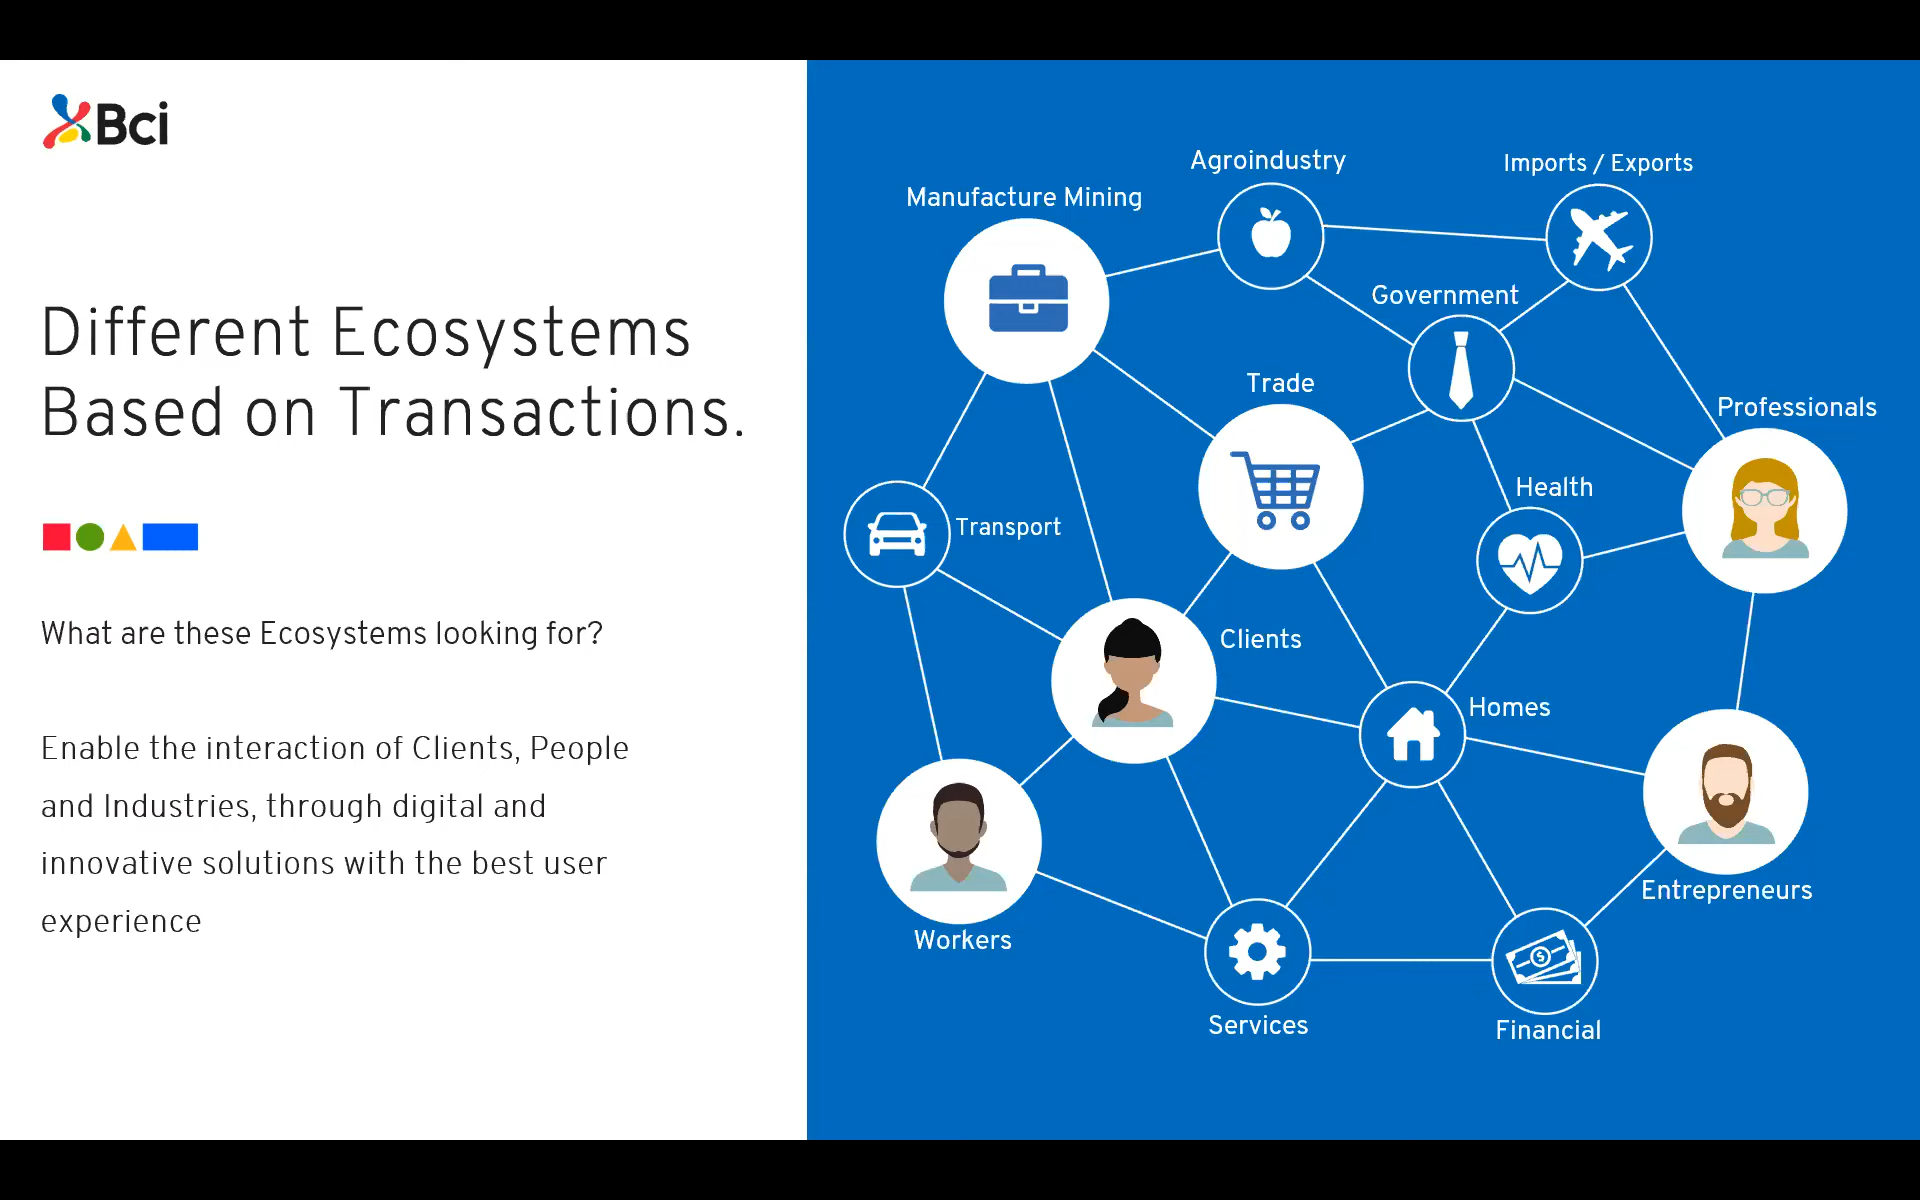 Bci
Different Ecosystems
Based on Transactions.
What are these Ecosystems looking for?
Enable the interaction of Clients, People
and Industries, through digital and
innovative solutions with the best user
experience
Agroindustry
Imports / Exports
Manufacture Mining
Government
Trade
Professionals
Health
Transport
Clients
Homes
Entrepreneurs
Workers
$
Services
Financial